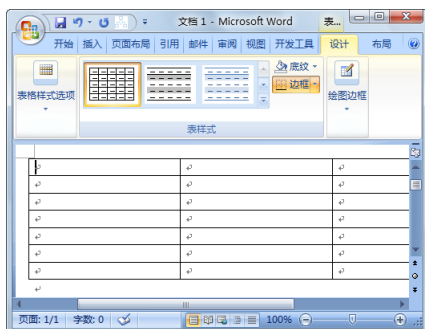 文档 1 - Microsoft Word
表...
开始 插入 页面布局 引用 邮件 审阅 视图 开发工具 设计 布局
表格样式选项
底纹
边框
绘图边框
表样式
页面: 1/1 字数: 0 100%